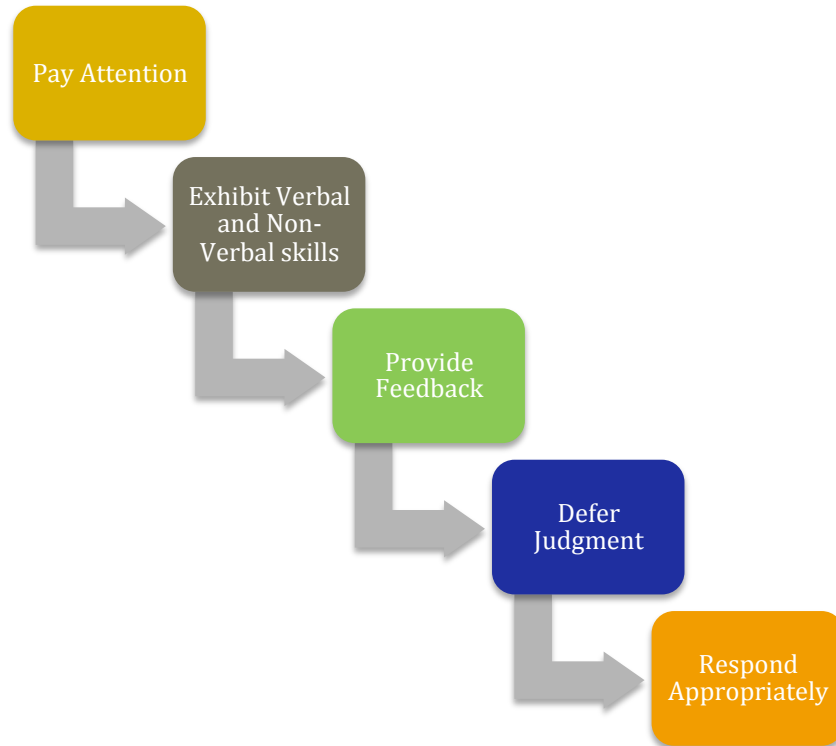 Pay Attention
Exhibit Verbal
and Non-
Verbal skills
Provide
Feedback
Defer
Judgment
Respond
Appropriately